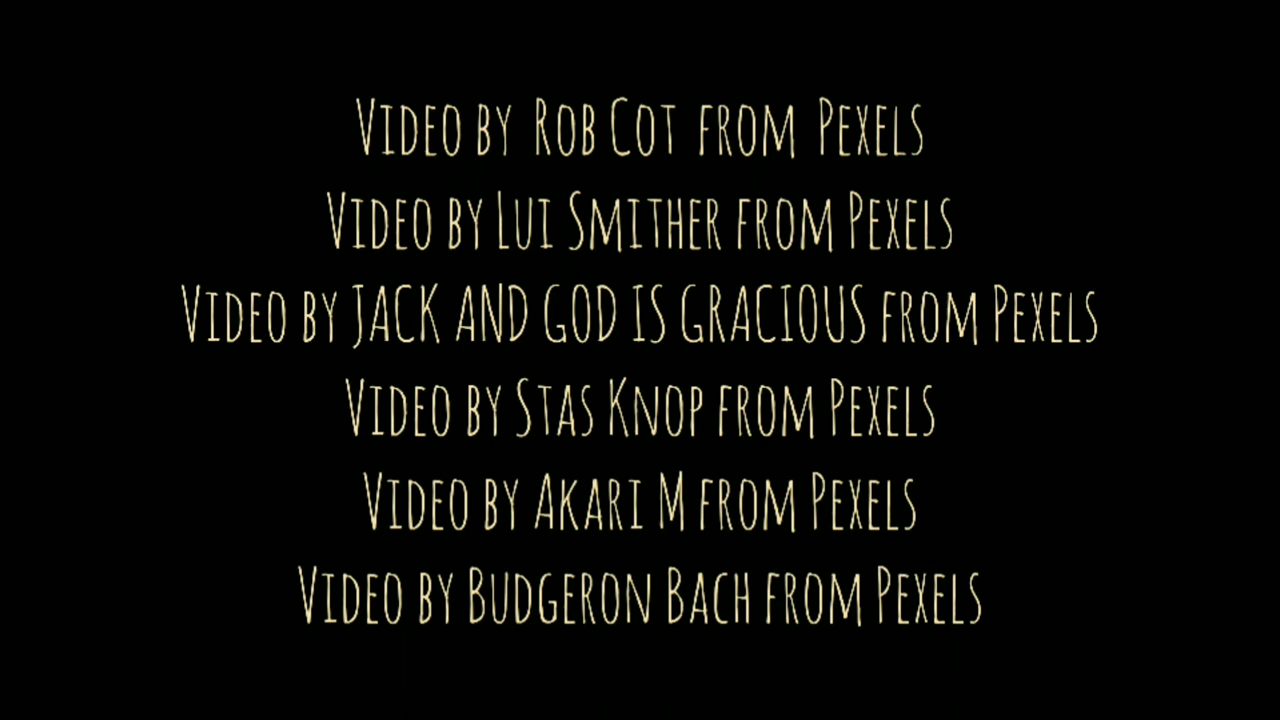 Video by Rob Cot from Pexels
Video by Lui Smither from Pexels
Video by JACK AND GOD IS GRACIOUS from Pexels
Video by Stas Knop from Pexels
Video by Akari M from Pexels
Video by Budgeron Bach from Pexels